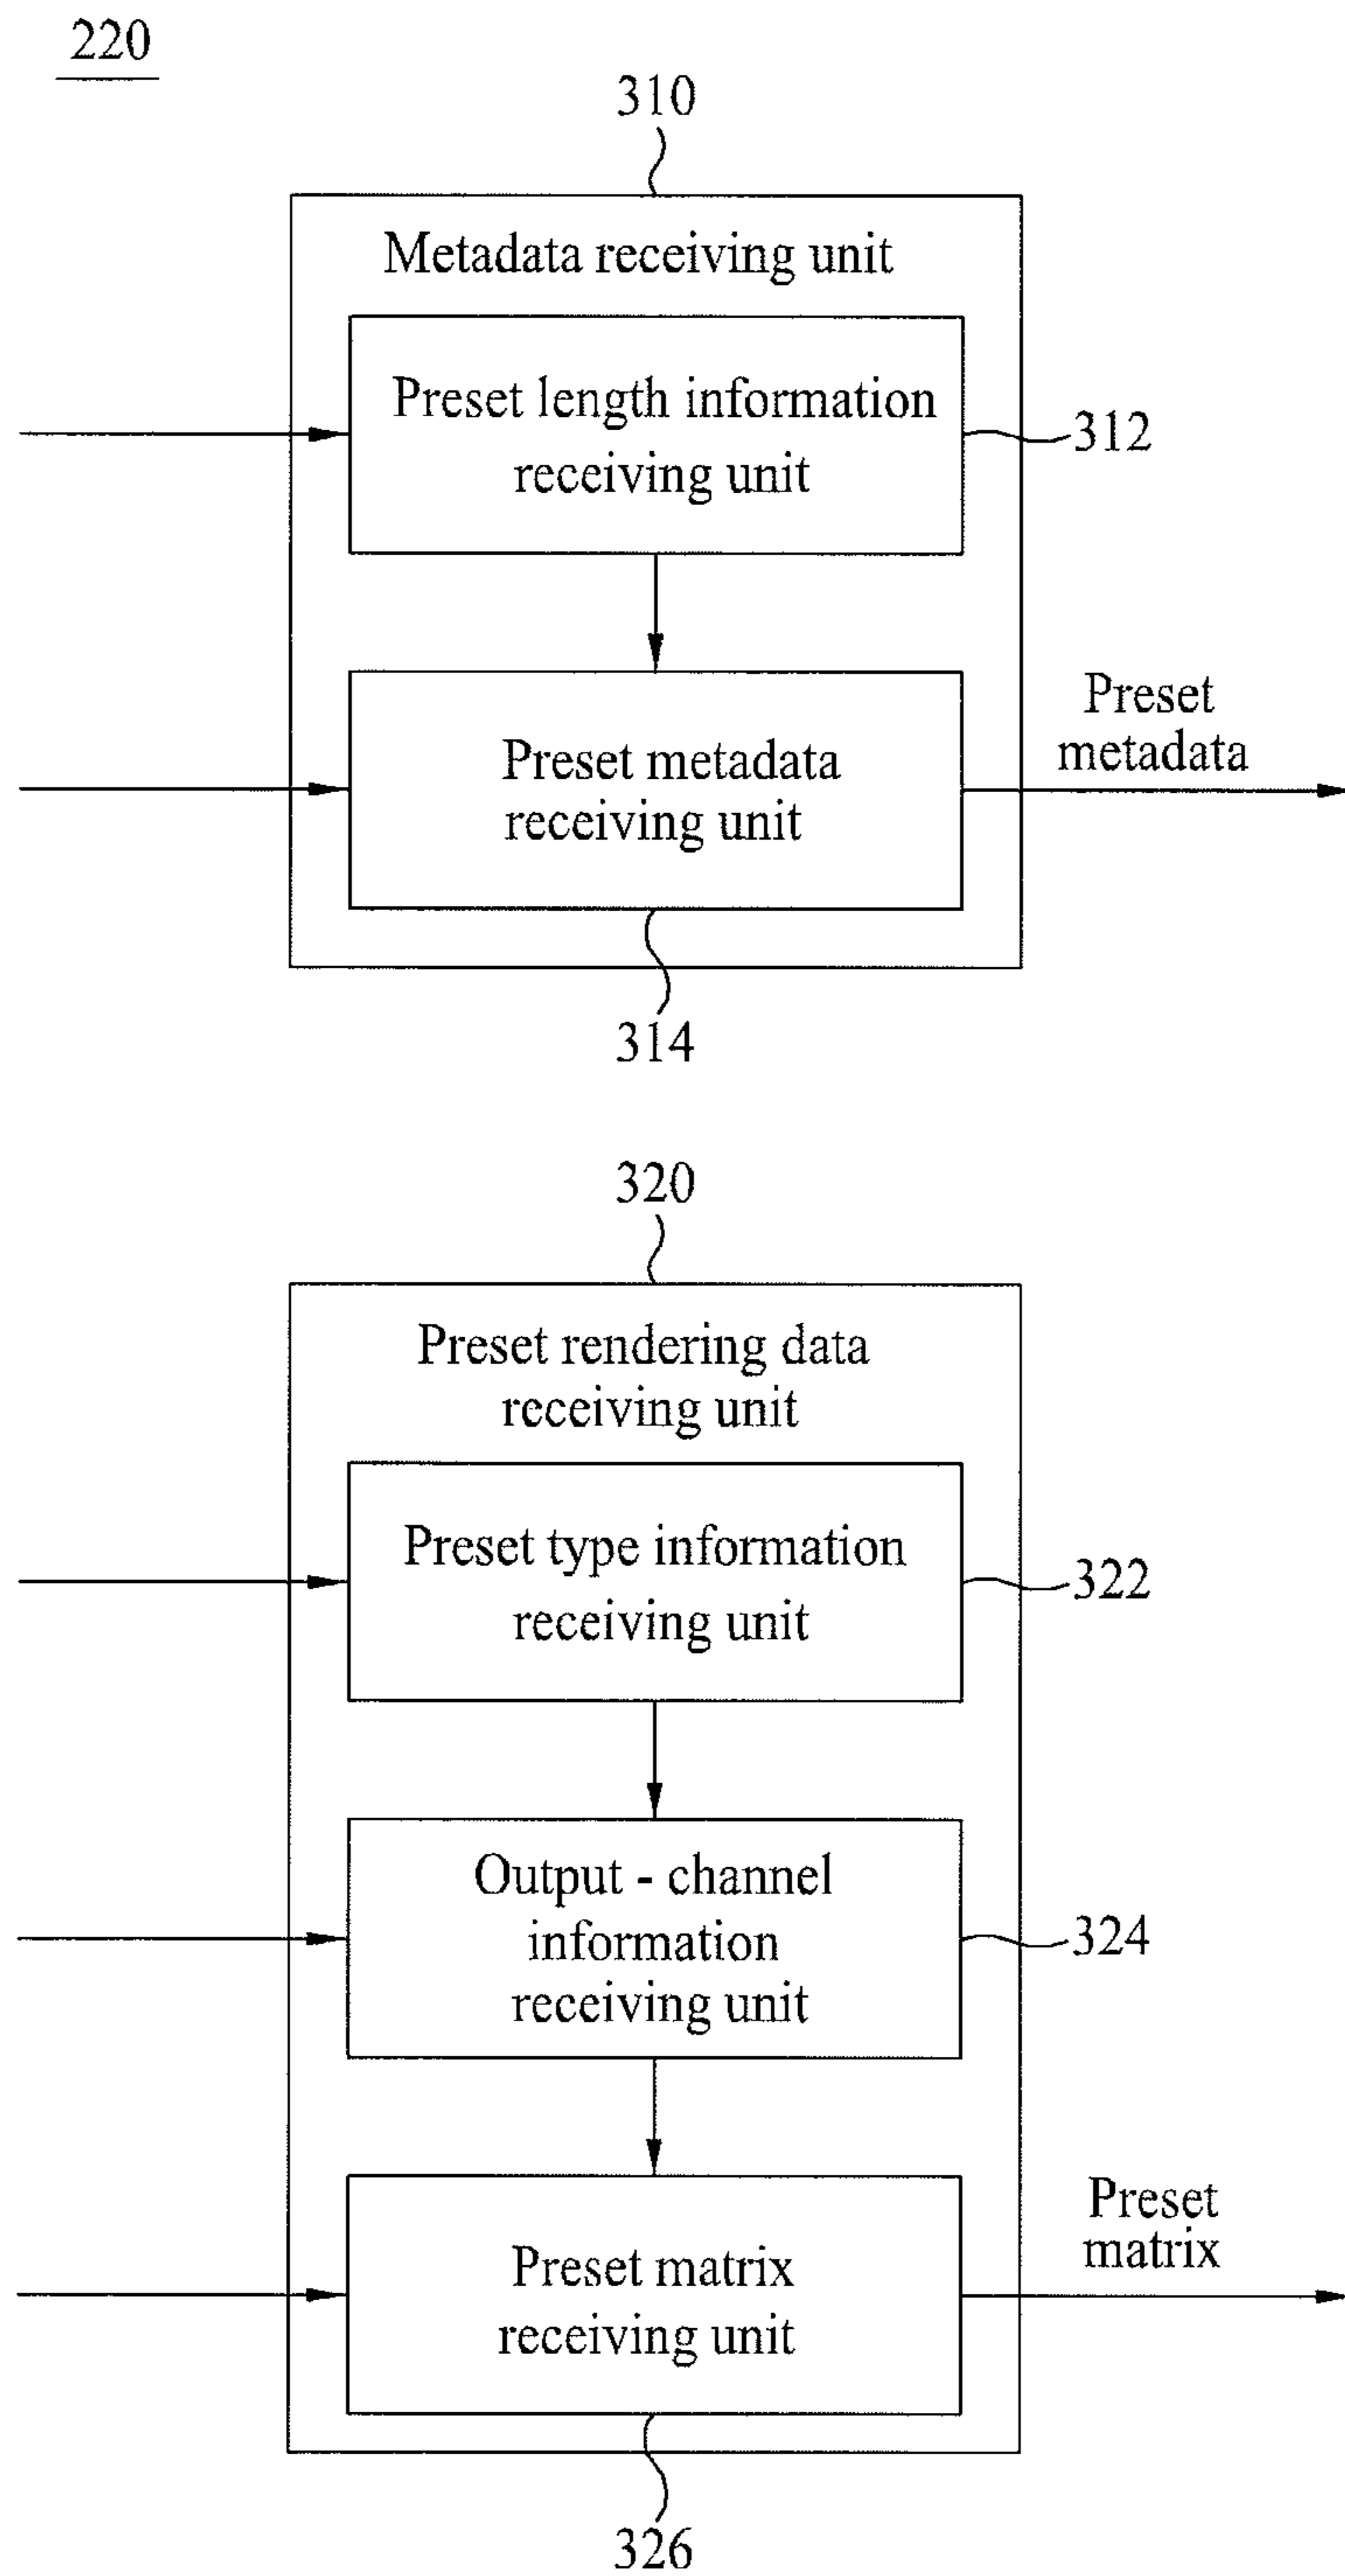 220
310
Metadata receiving unit
Preset length information
receiving unit
312
Preset metadata
receiving unit
Preset
metadata
314
320
Preset rendering data
receiving unit
Preset type information
receiving unit
322
Output - channel
information
receiving unit
324
Preset matrix
receiving unit
Preset
matrix
326